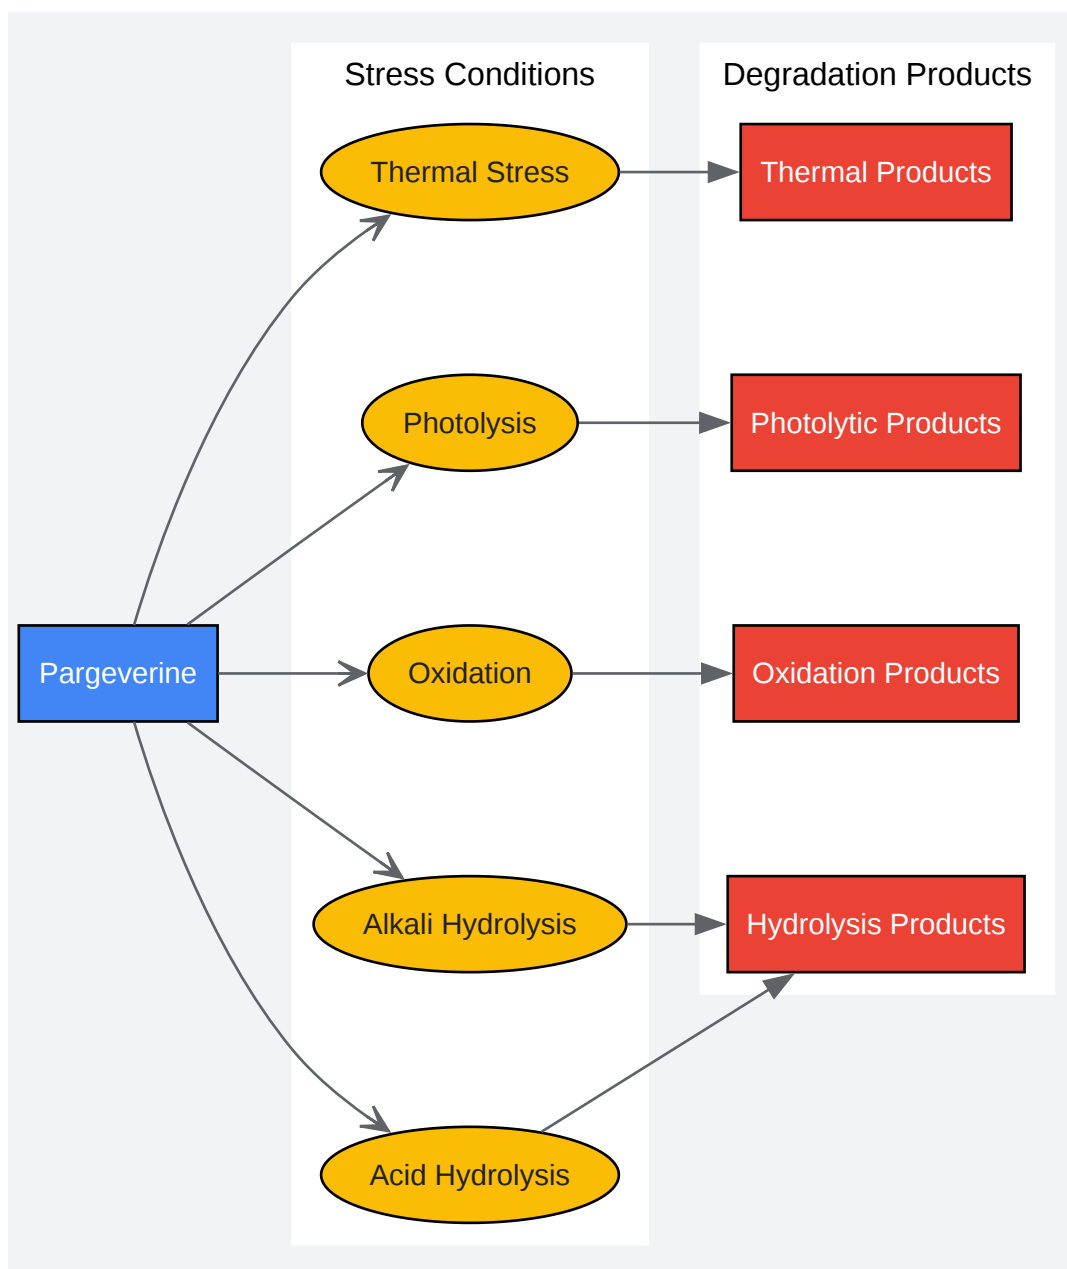 Stress Conditions
Degradation Products
Thermal Stress
Thermal Products
Photolysis
Photolytic Products
Pargeverine
Oxidation
Oxidation Products
Alkali Hydrolysis
Hydrolysis Products
Acid Hydrolysis